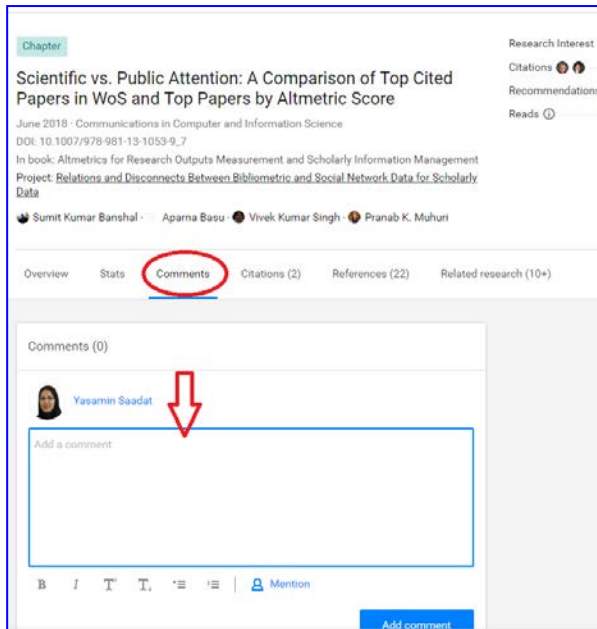 Chapter
Research Interest
Citations
Recommendations
Reads
Scientific vs. Public Attention: A Comparison of Top Cited
Papers in WoS and Top Papers by Altmetric Score
June 2018 · Communications in Computer and Information Science
DOI: 10.1007/978-981-13-1053-9_7
In book: Altmetrics for Research Outputs Measurement and Scholarly Information Management
Project: Relations and Disconnects Between Bibliometric and Social Network Data for Scholarly
Data
Sumit Kumar Banshal · Aparna Basu · Vivek Kumar Singh · Pranab K. Muhuri
Overview Stats Comments Citations (2) References (22) Related research (10+)
Comments (0)
Yasamin Saadat
Add a comment
B I T T Mention
Add comment